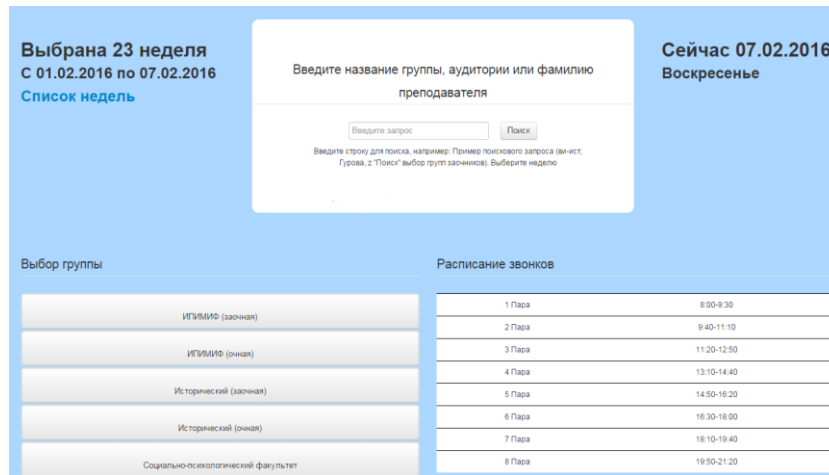 Выбрана 23 неделя
С 01.02.2016 по 07.02.2016
Список недель
Введите название группы, аудитории или фамилию
преподавателя
Введите запрос
Поиск
Введите строку для поиска, например: Пример поискового запроса (ви-ист,
Гурова, z "Поиск" выбор групп заочников). Выберите неделю
Сейчас 07.02.2016
Воскресенье
Выбор группы
ИПИМИФ (заочная)
ИПИМИФ (очная)
Исторический (заочная)
Исторический (очная)
Социально-психологический факультет
Расписание звонков
1 Пара 8:00-9:30
2 Пара 9:40-11:10
3 Пара 11:20-12:50
4 Пара 13:10-14:40
5 Пара 14:50-16:20
6 Пара 16:30-18:00
7 Пара 18:10-19:40
8 Пара 19:50-21:20